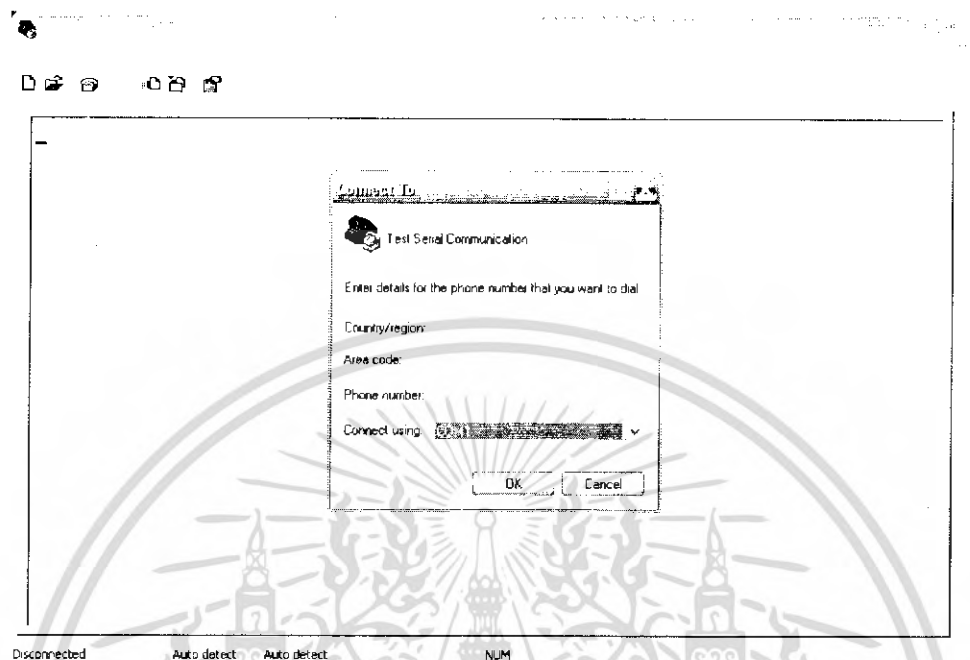 Connect To
Test Serial Communication
Enter details for the phone number that you want to dial
Country/region:
Area code:
Phone number:
Connect using:
OK Cancel
Disconnected Auto detect Auto detect NUM